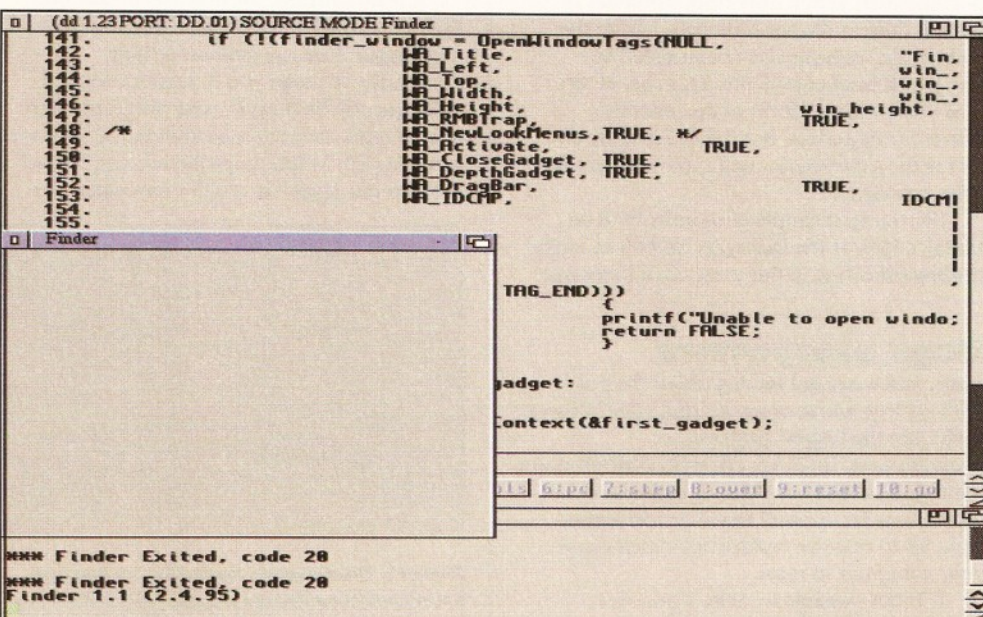 (dd 1.23 PORT: DD.01) SOURCE MODE Finder
141. if (!(finder_window = OpenWindowTags(NULL,
142. WA_Title, "Fin,
143. WA_Left, win_,
144. WA_Top, win_,
145. WA_Width, win_,
146. WA_Height, win_height,
147. WA_RMBTrap, TRUE,
148. /* WA_NewLookMenus,TRUE, */
149. WA_Activate, TRUE,
150. WA_CloseGadget, TRUE,
151. WA_DepthGadget, TRUE,
152. WA_DragBar, TRUE,
153. WA_IDCMP, IDCM
154.
155.
Finder
TAG_END)))
{
printf("Unable to open windo;
return FALSE;
}
gadget:
Context(&first_gadget);
6:pc 7:step 8:over 9:reset 10:go
*** Finder Exited, code 20
*** Finder Exited, code 20
Finder 1.1 (2.4.95)